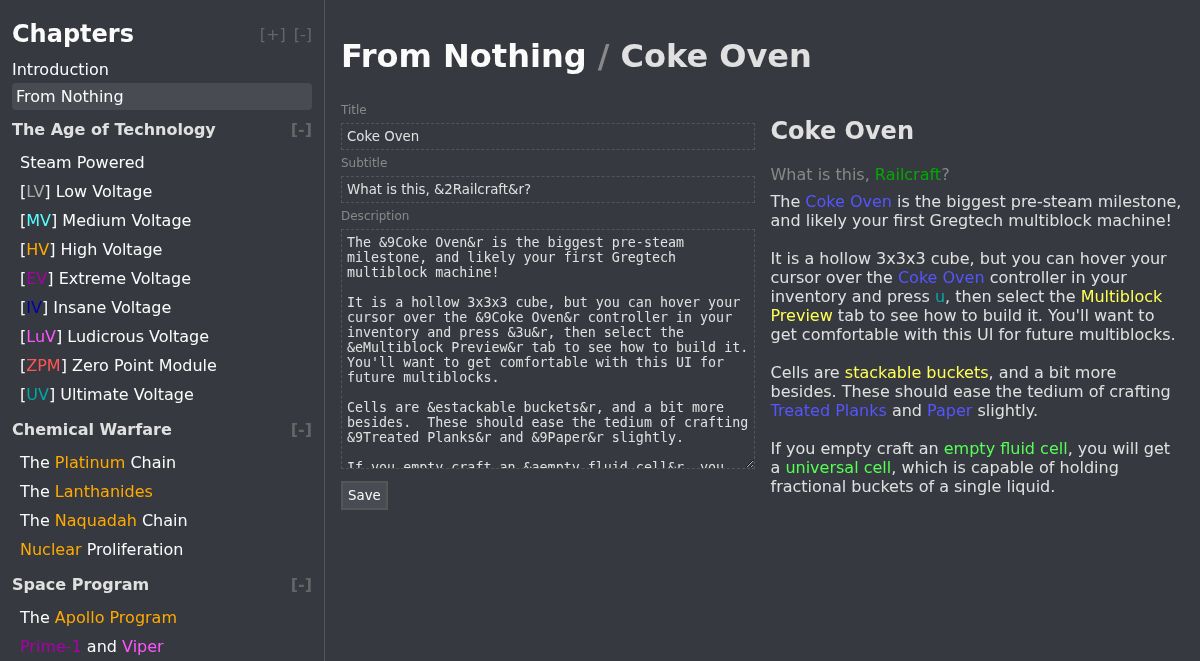 Chapters [+] [-]
Introduction
From Nothing
The Age of Technology [-]
Steam Powered
[LV] Low Voltage
[MV] Medium Voltage
[HV] High Voltage
[EV] Extreme Voltage
[IV] Insane Voltage
[LuV] Ludicrous Voltage
[ZPM] Zero Point Module
[UV] Ultimate Voltage
Chemical Warfare [-]
The Platinum Chain
The Lanthanides
The Naquadah Chain
Nuclear Proliferation
Space Program [-]
The Apollo Program
Prime-1 and Viper
From Nothing / Coke Oven
Title
Coke Oven
Subtitle
What is this, &2Railcraft&r?
Description
The &9Coke Oven&r is the biggest pre-steam
milestone, and likely your first Gregtech
multiblock machine!
It is a hollow 3x3x3 cube, but you can hover your
cursor over the &9Coke Oven&r controller in your
inventory and press &3u&r, then select the
&eMultiblock Preview&r tab to see how to build it.
You'll want to get comfortable with this UI for
future multiblocks.
Cells are &estackable buckets&r, and a bit more
besides.  These should ease the tedium of crafting
&9Treated Planks&r and &9Paper&r slightly.
If you empty craft an &aempty fluid cell&r, you
Save
Coke Oven
What is this, Railcraft?
The Coke Oven is the biggest pre-steam milestone,
and likely your first Gregtech multiblock machine!
It is a hollow 3x3x3 cube, but you can hover your
cursor over the Coke Oven controller in your
inventory and press u, then select the Multiblock
Preview tab to see how to build it. You'll want to
get comfortable with this UI for future multiblocks.
Cells are stackable buckets, and a bit more
besides. These should ease the tedium of crafting
Treated Planks and Paper slightly.
If you empty craft an empty fluid cell, you will get
a universal cell, which is capable of holding
fractional buckets of a single liquid.